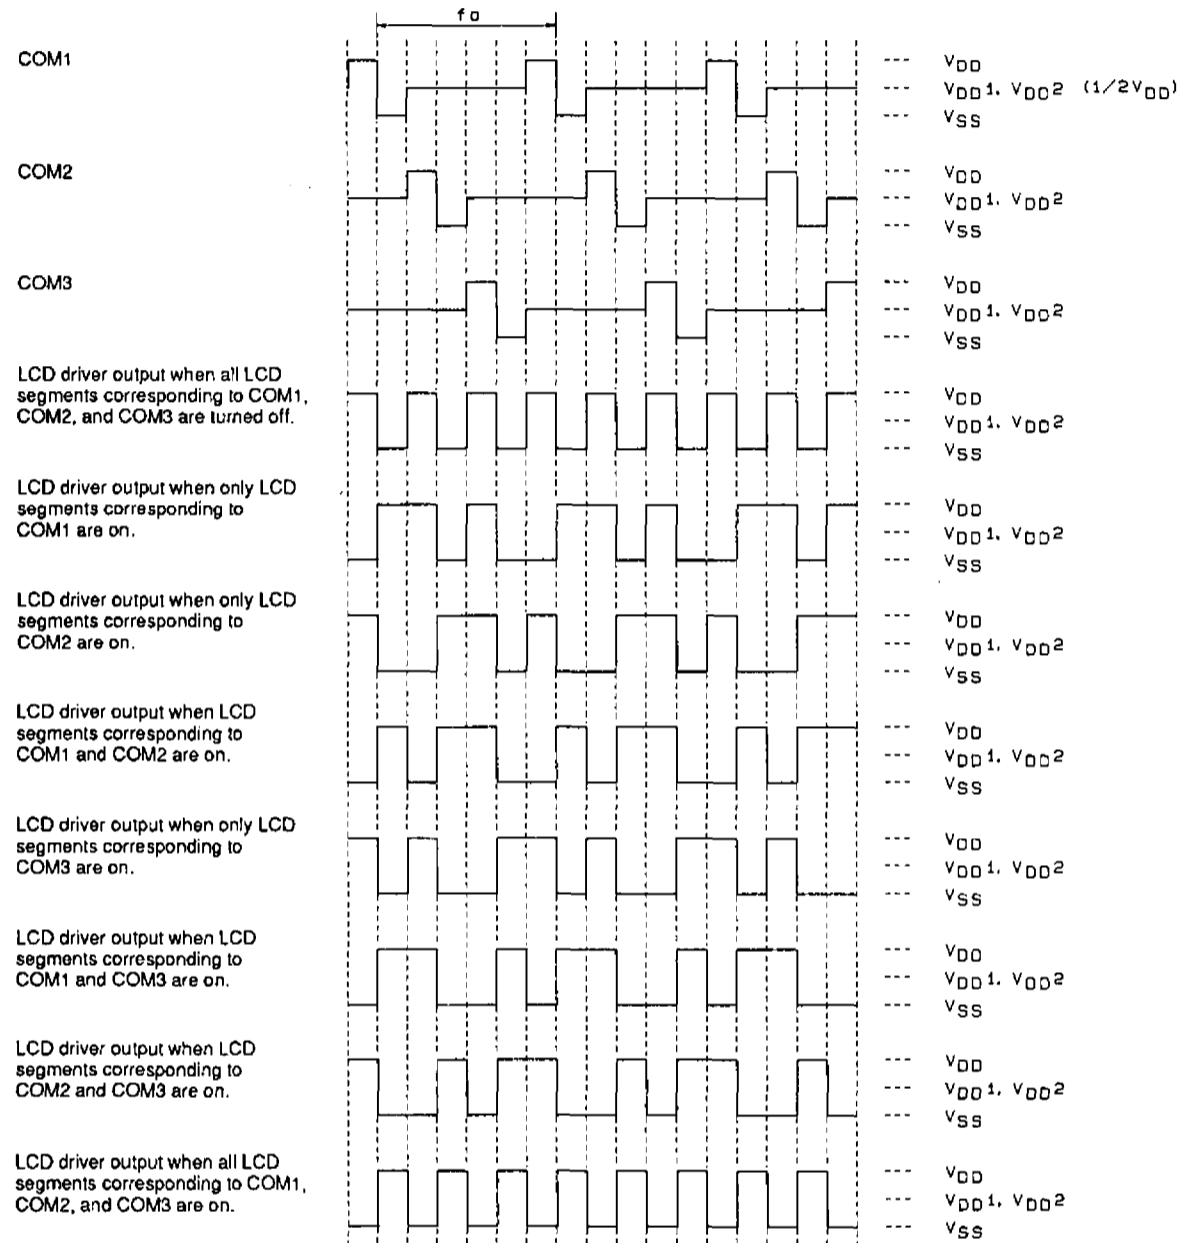 fo
COM1
VDD
VDD1, VDD2 (1/2VDD)
VSS
COM2
VDD
VDD1, VDD2
VSS
COM3
VDD
VDD1, VDD2
VSS
LCD driver output when all LCD
segments corresponding to COM1,
COM2, and COM3 are turned off.
VDD
VDD1, VDD2
VSS
LCD driver output when only LCD
segments corresponding to
COM1 are on.
VDD
VDD1, VDD2
VSS
LCD driver output when only LCD
segments corresponding to
COM2 are on.
VDD
VDD1, VDD2
VSS
LCD driver output when LCD
segments corresponding to
COM1 and COM2 are on.
VDD
VDD1, VDD2
VSS
LCD driver output when only LCD
segments corresponding to
COM3 are on.
VDD
VDD1, VDD2
VSS
LCD driver output when LCD
segments corresponding to
COM1 and COM3 are on.
VDD
VDD1, VDD2
VSS
LCD driver output when LCD
segments corresponding to
COM2 and COM3 are on.
VDD
VDD1, VDD2
VSS
LCD driver output when all LCD
segments corresponding to COM1,
COM2, and COM3 are on.
VDD
VDD1, VDD2
VSS